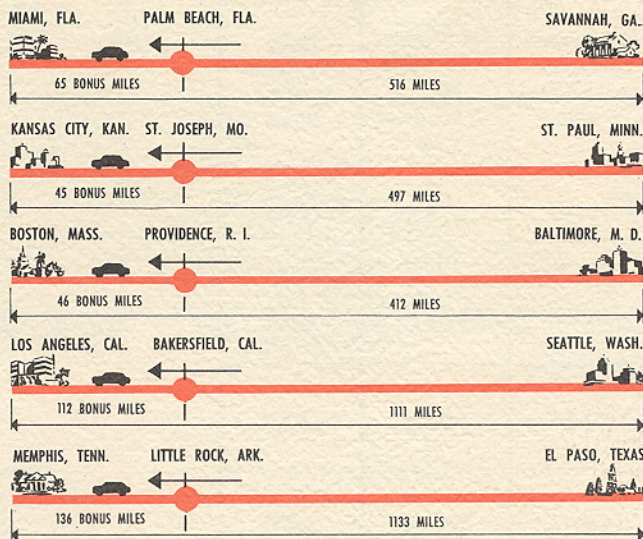 MIAMI, FLA. PALM BEACH, FLA. SAVANNAH, GA.
65 BONUS MILES 516 MILES
KANSAS CITY, KAN. ST. JOSEPH, MO. ST. PAUL, MINN.
45 BONUS MILES 497 MILES
BOSTON, MASS. PROVIDENCE, R. I. BALTIMORE, M. D.
46 BONUS MILES 412 MILES
LOS ANGELES, CAL. BAKERSFIELD, CAL. SEATTLE, WASH.
112 BONUS MILES 1111 MILES
MEMPHIS, TENN. LITTLE ROCK, ARK. EL PASO, TEXAS
136 BONUS MILES 1133 MILES